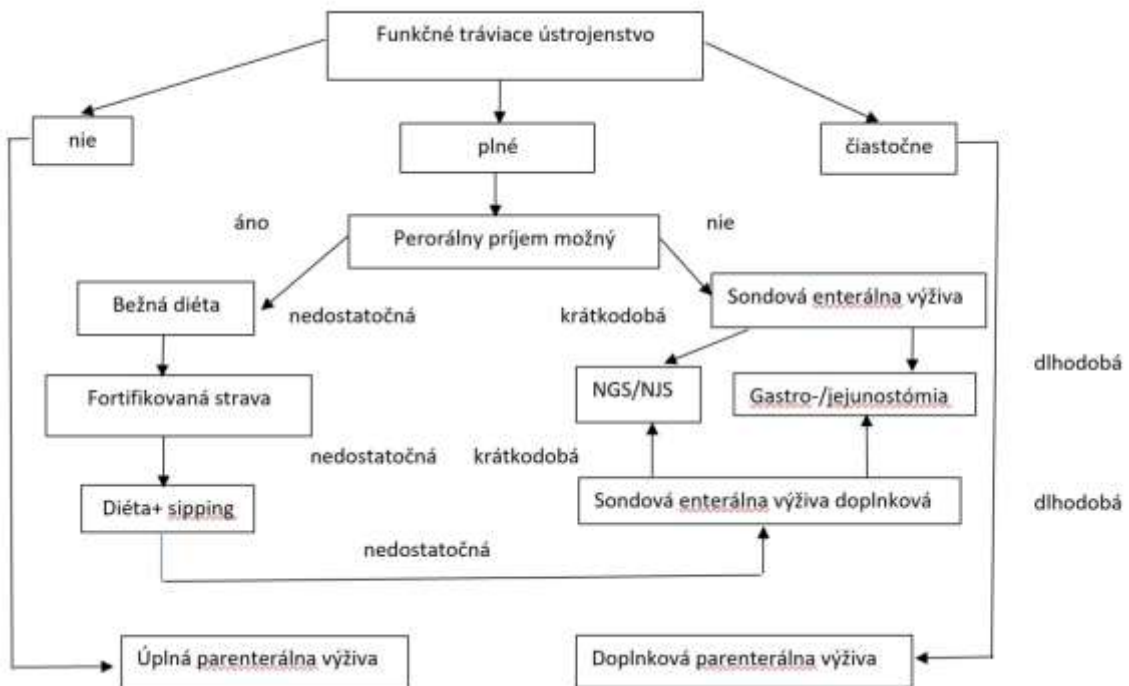 Funkčné tráviace ústrojenstvo
nie
plné
čiastočne
áno
nie
Perorálny príjem možný
Bežná diéta
Sondová enterálna výživa
nedostatočná
krátkodobá
dlhodobá
Fortifikovaná strava
NGS/NJS
Gastro-/jejunostómia
nedostatočná
krátkodobá
Diéta+ sipping
Sondová enterálna výživa doplnková
dlhodobá
nedostatočná
Úplná parenterálna výživa
Doplnková parenterálna výživa